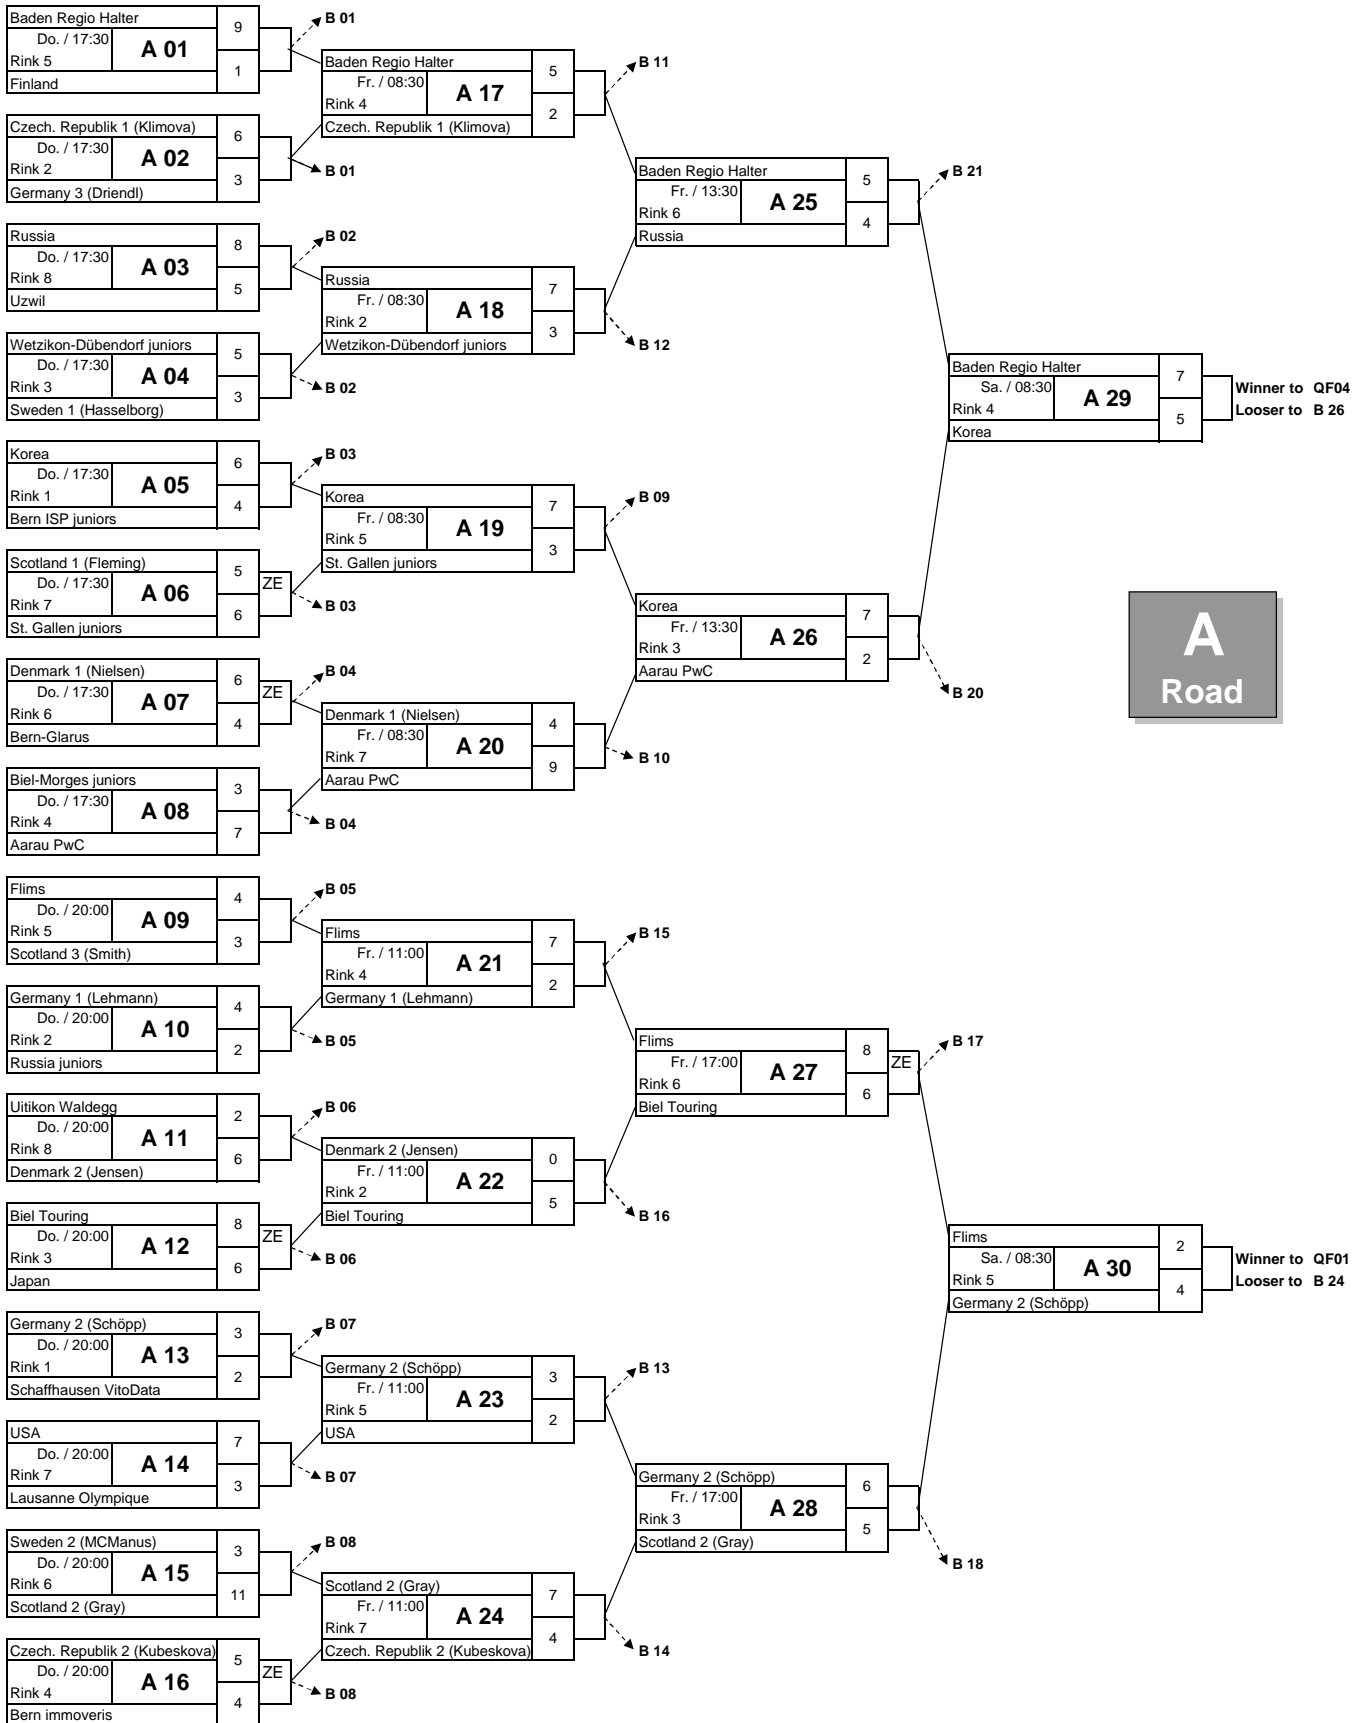 Baden Regio Halter 9
Do. / 17:30
Rink 5
A 01
Finland 1
B 01
Czech. Republik 1 (Klimova) 6
Do. / 17:30
Rink 2
A 02
Germany 3 (Driendl) 3
B 01
Russia 8
Do. / 17:30
Rink 8
A 03
Uzwil 5
B 02
Wetzikon-Dübendorf juniors 5
Do. / 17:30
Rink 3
A 04
Sweden 1 (Hasselborg) 3
B 02
Korea 6
Do. / 17:30
Rink 1
A 05
Bern ISP juniors 4
B 03
Scotland 1 (Fleming) 5
Do. / 17:30
Rink 7
A 06
ZE
St. Gallen juniors 6
B 03
Denmark 1 (Nielsen) 6
Do. / 17:30
Rink 6
A 07
ZE
Bern-Glarus 4
B 04
Biel-Morges juniors 3
Do. / 17:30
Rink 4
A 08
Aarau PwC 7
B 04
Flims 4
Do. / 20:00
Rink 5
A 09
Scotland 3 (Smith) 3
B 05
Germany 1 (Lehmann) 4
Do. / 20:00
Rink 2
A 10
Russia juniors 2
B 05
Uitikon Waldegg 2
Do. / 20:00
Rink 8
A 11
Denmark 2 (Jensen) 6
B 06
Biel Touring 8
Do. / 20:00
Rink 3
A 12
ZE
Japan 6
B 06
Germany 2 (Schöpp) 3
Do. / 20:00
Rink 1
A 13
Schaffhausen VitoData 2
B 07
USA 7
Do. / 20:00
Rink 7
A 14
Lausanne Olympique 3
B 07
Sweden 2 (MCManus) 3
Do. / 20:00
Rink 6
A 15
Scotland 2 (Gray) 11
B 08
Czech. Republik 2 (Kubeskova) 5
Do. / 20:00
Rink 4
A 16
ZE
Bern immoveris 4
B 08
Baden Regio Halter 5
Fr. / 08:30
Rink 4
A 17
Czech. Republik 1 (Klimova) 2
B 11
Russia 7
Fr. / 08:30
Rink 2
A 18
Wetzikon-Dübendorf juniors 3
B 12
Korea 7
Fr. / 08:30
Rink 5
A 19
St. Gallen juniors 3
B 09
Denmark 1 (Nielsen) 4
Fr. / 08:30
Rink 7
A 20
Aarau PwC 9
B 10
Flims 7
Fr. / 11:00
Rink 4
A 21
Germany 1 (Lehmann) 2
B 15
Denmark 2 (Jensen) 0
Fr. / 11:00
Rink 2
A 22
Biel Touring 5
B 16
Germany 2 (Schöpp) 3
Fr. / 11:00
Rink 5
A 23
USA 2
B 13
Scotland 2 (Gray) 7
Fr. / 11:00
Rink 7
A 24
Czech. Republik 2 (Kubeskova) 4
B 14
Baden Regio Halter 5
Fr. / 13:30
Rink 6
A 25
Russia 4
B 21
Korea 7
Fr. / 13:30
Rink 3
A 26
Aarau PwC 2
B 20
Flims 8
Fr. / 17:00
Rink 6
A 27
ZE
Biel Touring 6
B 17
Germany 2 (Schöpp) 6
Fr. / 17:00
Rink 3
A 28
Scotland 2 (Gray) 5
B 18
Baden Regio Halter 7
Sa. / 08:30
Rink 4
A 29
Korea 5
Winner to QF04
Looser to B 26
A
Road
Flims 2
Sa. / 08:30
Rink 5
A 30
Germany 2 (Schöpp) 4
Winner to QF01
Looser to B 24